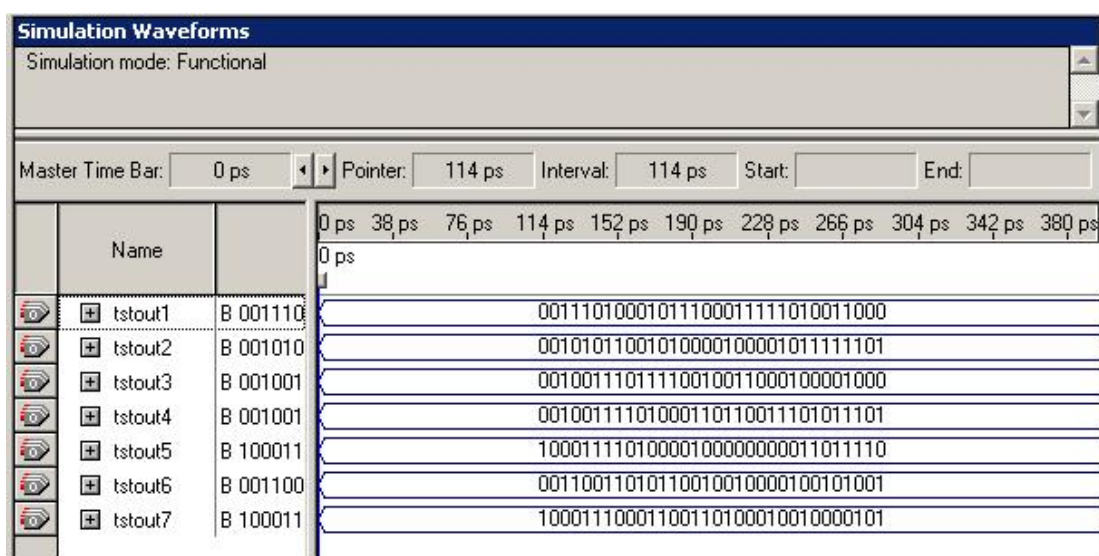 Simulation Waveforms
Simulation mode: Functional
Master Time Bar: 0 ps Pointer: 114 ps Interval: 114 ps Start: End:
Name
0 ps 38 ps 76 ps 114 ps 152 ps 190 ps 228 ps 266 ps 304 ps 342 ps 380 ps
0 ps
tstout1 B 001110 00111010001011100011111010011000
tstout2 B 001010 00101011001010000100001011111101
tstout3 B 001001 00100111011110010011000100001000
tstout4 B 001001 00100111101000110110011101011101
tstout5 B 100011 10001111010000100000000011011110
tstout6 B 001100 00110011010110010010000100101001
tstout7 B 100011 10001110001100110100010010000101